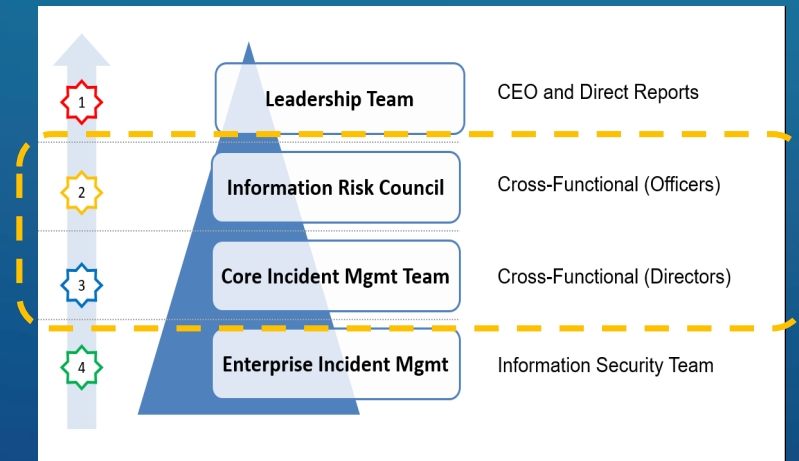 1
Leadership Team
CEO and Direct Reports
2
Information Risk Council
Cross-Functional (Officers)
3
Core Incident Mgmt Team
Cross-Functional (Directors)
4
Enterprise Incident Mgmt
Information Security Team